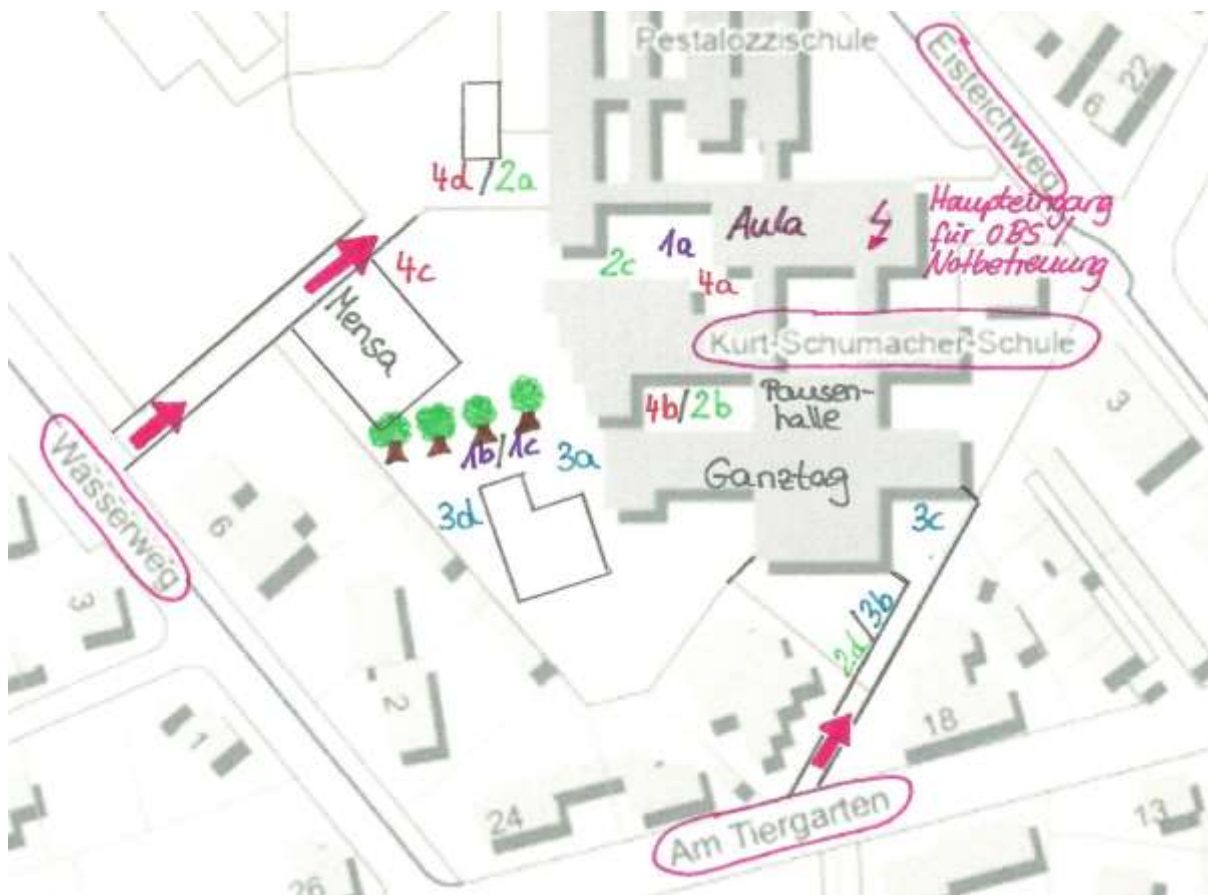 Pestalozzischule
Eisteichweg
22
6
4d/2a
Haupteingang
für OBS /
Notbetreuung
Aula
1a
2c
4c
4a
Mensa
Kurt-Schumacher-Schule
3
4b/2b
Pausen-
halle
1b/1c
3a
Ganztag
Wässerweg
3d
3c
6
3
2d/3b
2
1
18
24
Am Tiergarten
13
26